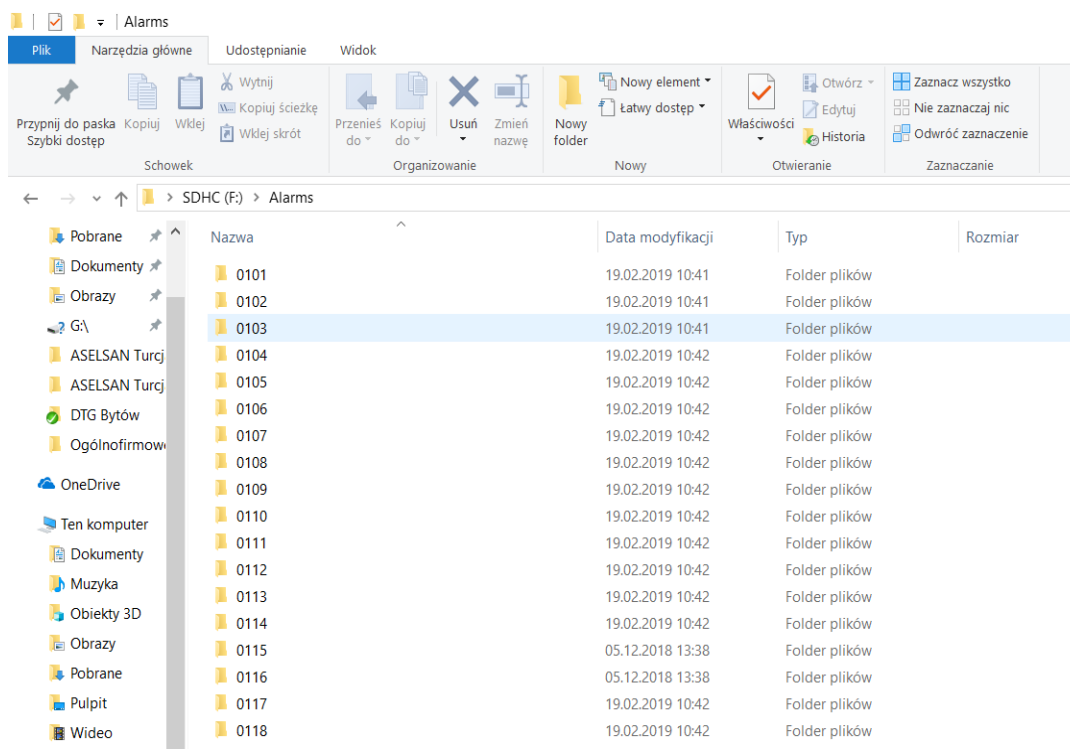 Alarms
Plik Narzędzia główne Udostępnianie Widok
Przypnij do paska Szybki dostęp
Kopiuj
Wklej
Wytnij
Kopiuj ścieżkę
Wklej skrót
Schowek
Przenieś do
Kopiuj do
Usuń
Zmień nazwę
Organizowanie
Nowy folder
Nowy element
Łatwy dostęp
Nowy
Właściwości
Otwórz
Edytuj
Historia
Otwieranie
Zaznacz wszystko
Nie zaznaczaj nic
Odwróć zaznaczenie
Zaznaczanie
SDHC (F:) > Alarms
Pobrane
Dokumenty
Obrazy
G:\
ASELSAN Turcj
ASELSAN Turcj
DTG Bytów
Ogólnofirmow
OneDrive
Ten komputer
Dokumenty
Muzyka
Obiekty 3D
Obrazy
Pobrane
Pulpit
Wideo
Nazwa Data modyfikacji Typ Rozmiar
0101 19.02.2019 10:41 Folder plików
0102 19.02.2019 10:41 Folder plików
0103 19.02.2019 10:41 Folder plików
0104 19.02.2019 10:42 Folder plików
0105 19.02.2019 10:42 Folder plików
0106 19.02.2019 10:42 Folder plików
0107 19.02.2019 10:42 Folder plików
0108 19.02.2019 10:42 Folder plików
0109 19.02.2019 10:42 Folder plików
0110 19.02.2019 10:42 Folder plików
0111 19.02.2019 10:42 Folder plików
0112 19.02.2019 10:42 Folder plików
0113 19.02.2019 10:42 Folder plików
0114 19.02.2019 10:42 Folder plików
0115 05.12.2018 13:38 Folder plików
0116 05.12.2018 13:38 Folder plików
0117 19.02.2019 10:42 Folder plików
0118 19.02.2019 10:42 Folder plików